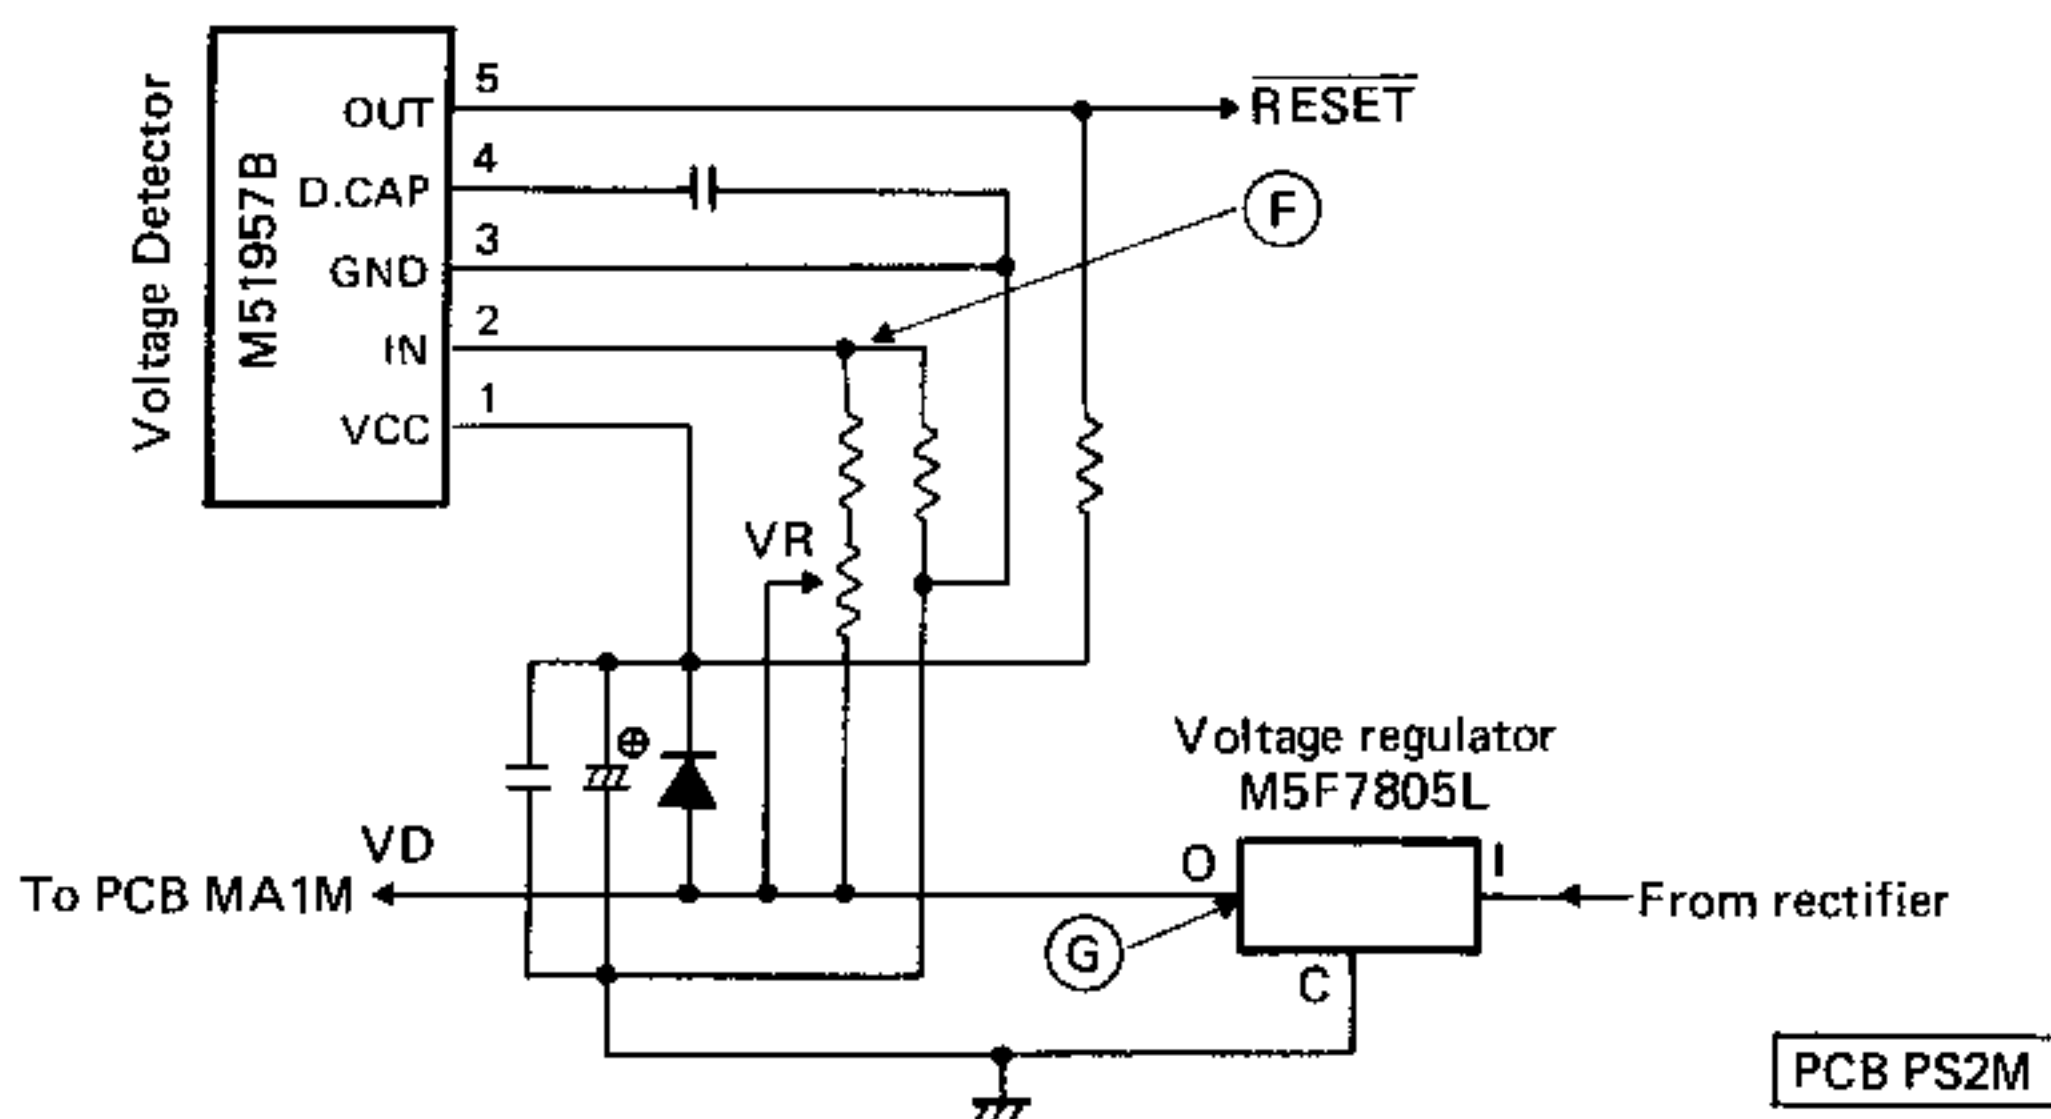 Voltage Detector
M51957B
OUT 5
D.CAP 4
GND 3
IN 2
VCC 1
RESET
F
VR
⊕
VD
To PCB MA1M
Voltage regulator
M5F7805L
O
I
From rectifier
G
C
PCB PS2M